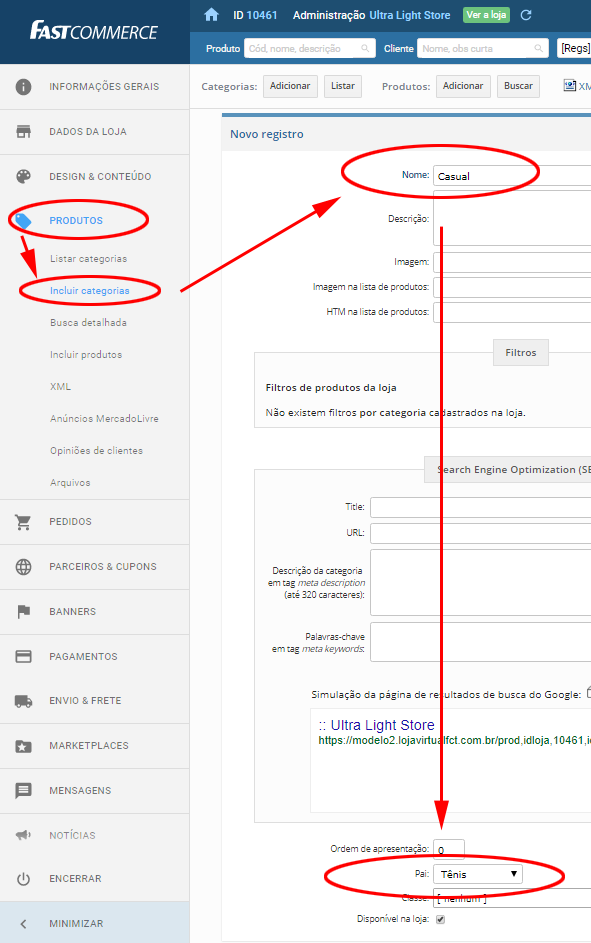 FASTCOMMERCE
ID 10461 Administração Ultra Light Store Ver a loja
Produto Cód, nome, descrição Cliente Nome, obs curta [Regs]
Categorias: Adicionar Listar Produtos: Adicionar Buscar
INFORMAÇÕES GERAIS
DADOS DA LOJA
DESIGN & CONTEÚDO
PRODUTOS
Listar categorias
Incluir categorias
Busca detalhada
Incluir produtos
XML
Anúncios MercadoLivre
Opiniões de clientes
Arquivos
PEDIDOS
PARCEIROS & CUPONS
BANNERS
PAGAMENTOS
ENVIO & FRETE
MARKETPLACES
MENSAGENS
NOTÍCIAS
ENCERRAR
MINIMIZAR
Novo registro
Nome: Casual
Descrição:
Imagem:
Imagem na lista de produtos:
HTM na lista de produtos:
Filtros
Filtros de produtos da loja
Não existem filtros por categoria cadastrados na loja.
Search Engine Optimization (SE
Title:
URL:
Descrição da categoria
em tag meta description
(até 320 caracteres):
Palavras-chave
em tag meta keywords:
Simulação da página de resultados de busca do Google:
:: Ultra Light Store
https://modelo2.lojavirtualfct.com.br/prod,idloja,10461,i
Ordem de apresentação: 0
Pai: Tênis
Classe: [ nenhum ]
Disponível na loja: